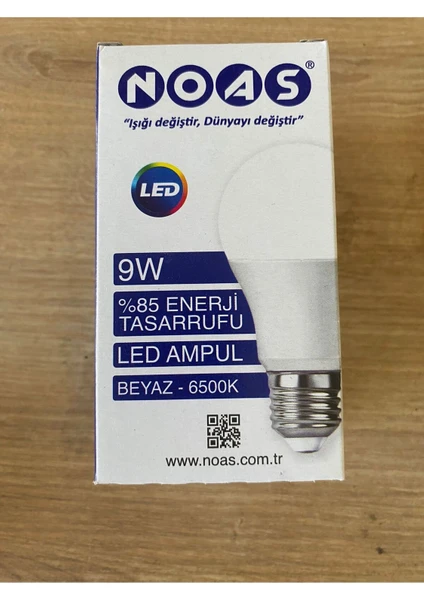 NOAS®
"Işığı değiştir, Dünyayı değiştir"
LED
9W
%85 ENERJİ
TASARRUFU
LED AMPUL
BEYAZ - 6500K
www.noas.com.tr